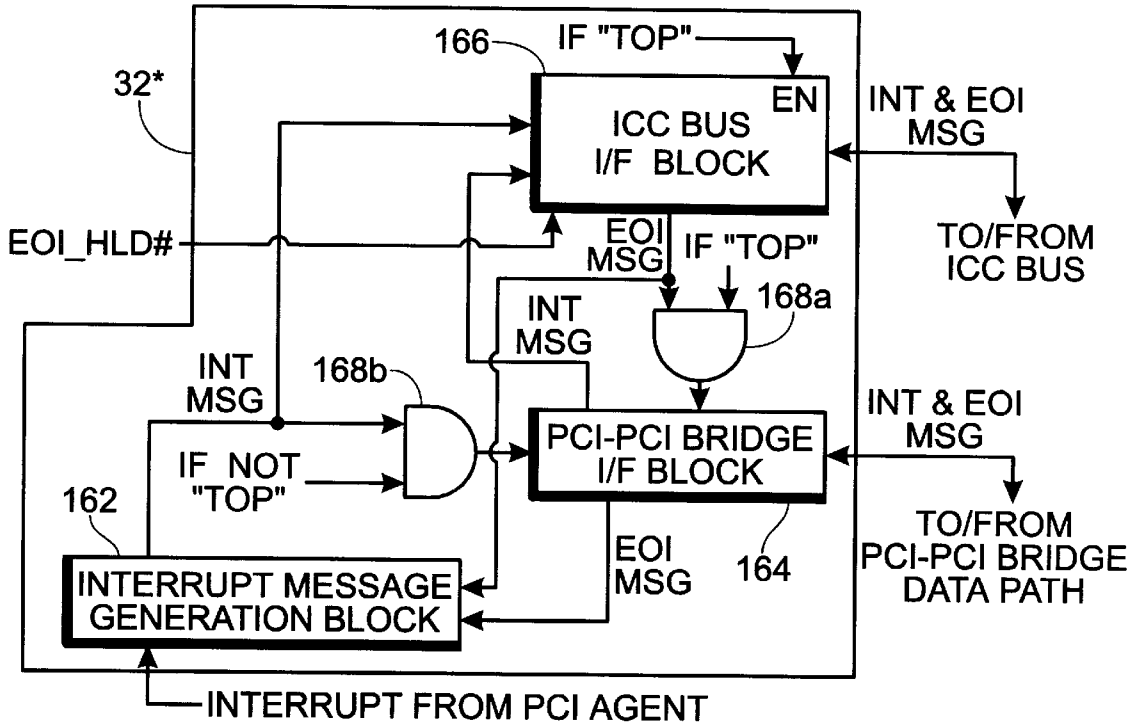 IF "TOP"
166
32*
EN
ICC BUS
I/F BLOCK
INT & EOI
MSG
EOI_HLD#
EOI
MSG
IF "TOP"
TO/FROM
ICC BUS
168a
INT
MSG
INT
MSG
168b
INT & EOI
MSG
PCI-PCI BRIDGE
I/F BLOCK
IF NOT
"TOP"
162
TO/FROM
PCI-PCI BRIDGE
DATA PATH
EOI
MSG
164
INTERRUPT MESSAGE
GENERATION BLOCK
INTERRUPT FROM PCI AGENT